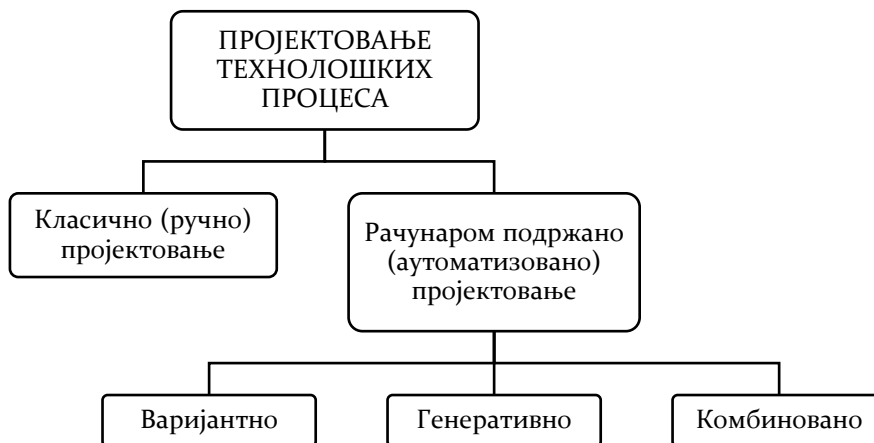 ПРОЈЕКТОВАЊЕ
ТЕХНОЛОШКИХ
ПРОЦЕСА
Класично (ручно)
пројектовање
Рачунаром подржано
(аутоматизовано)
пројектовање
Варијантно
Генеративно
Комбиновано